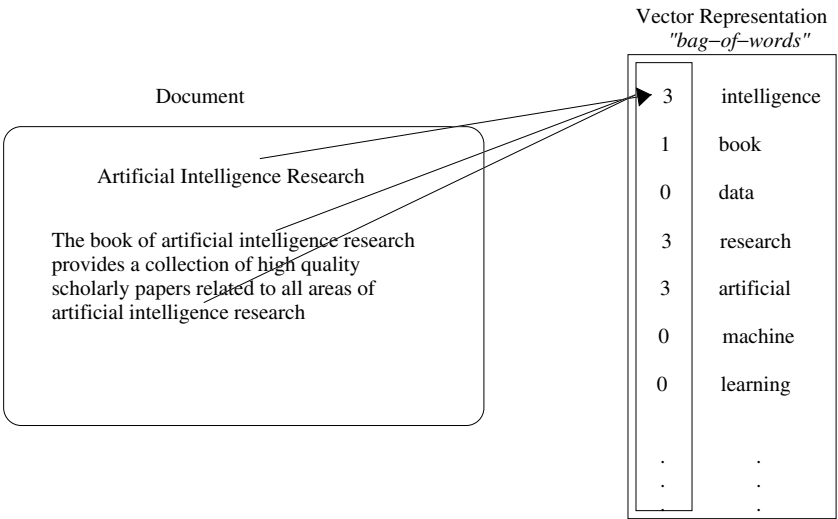 Vector Representation
"bag−of−words"
Document
Artificial Intelligence Research
The book of artificial intelligence research
provides a collection of high quality
scholarly papers related to all areas of
artificial intelligence research
3 intelligence
1 book
0 data
3 research
3 artificial
0 machine
0 learning
. .
. .
. .